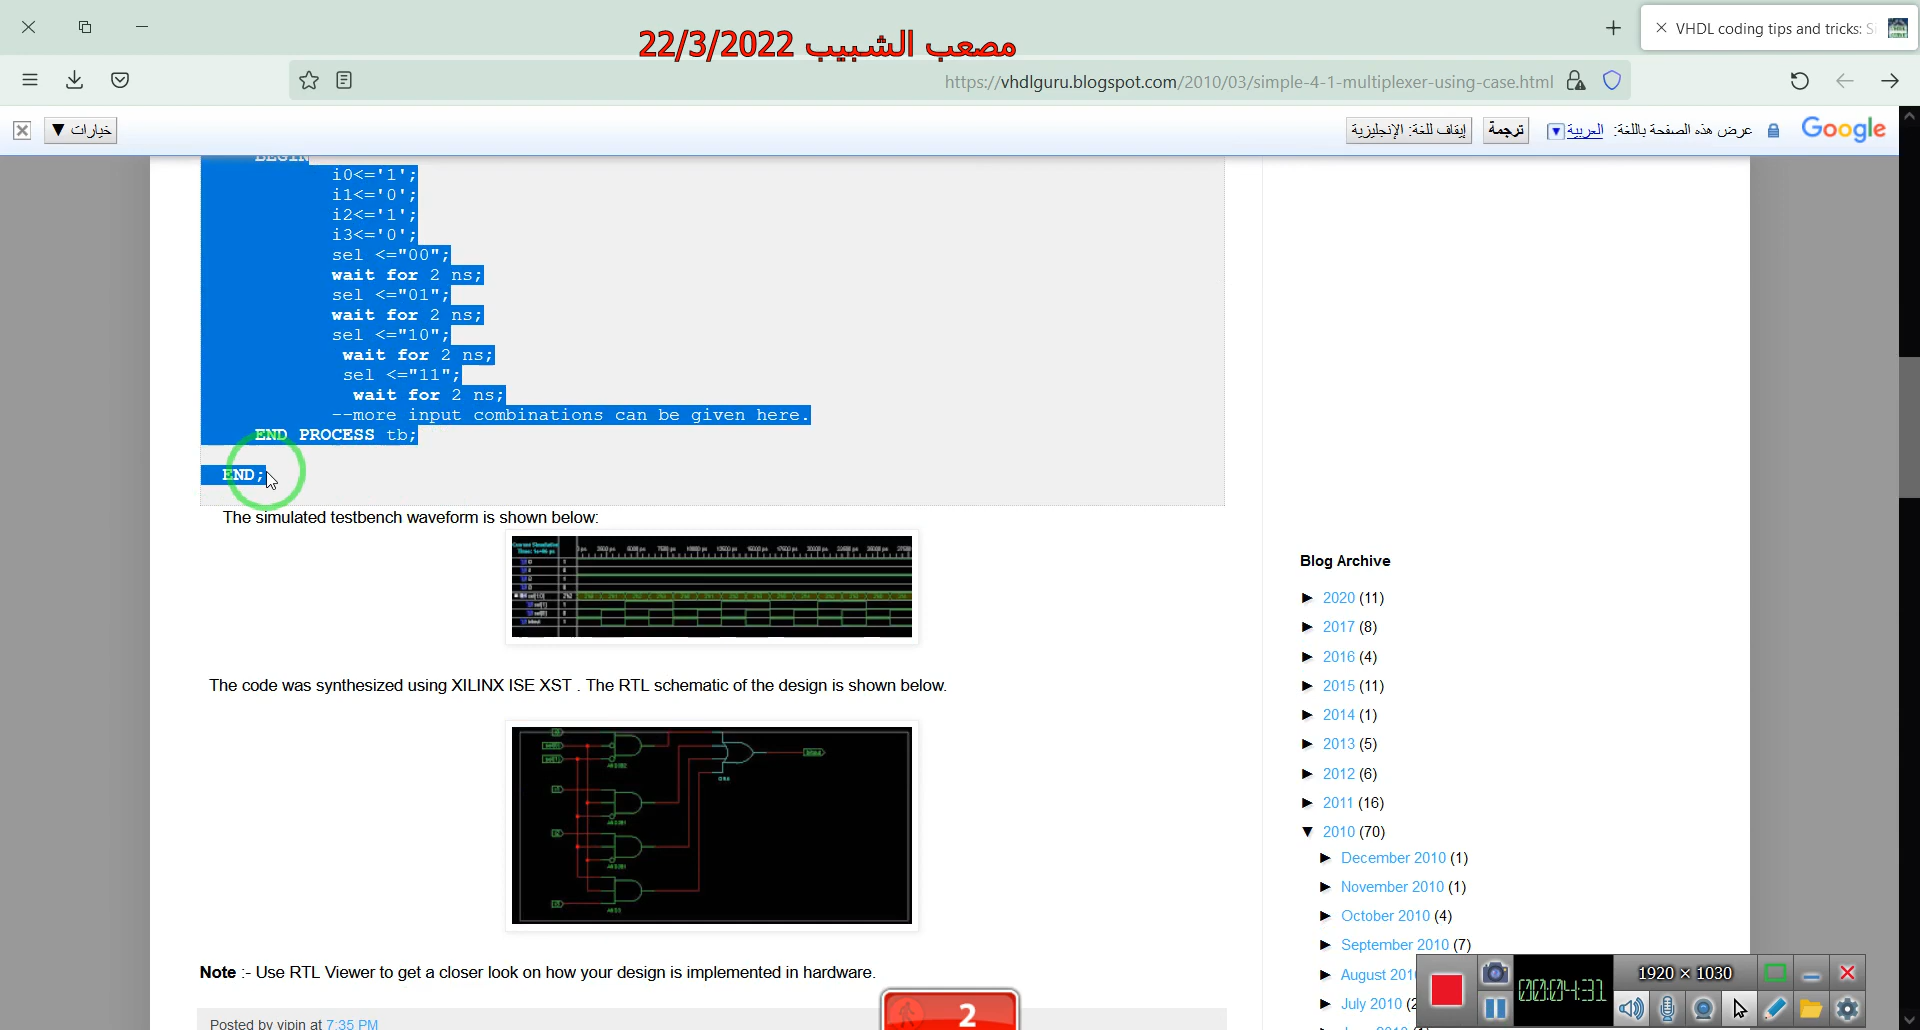 VHDL coding tips and tricks: Si
مصعب الشبيب 22/3/2022
https://vhdlguru.blogspot.com/2010/03/simple-4-1-multiplexer-using-case.html
Google
عرض هذه الصفحة باللغة: العربية
ترجمة
إيقاف للغة: الإنجليزية
خيارات ▼
BEGIN
i0<='1';
i1<='0';
i2<='1';
i3<='0';
sel <="00";
wait for 2 ns;
sel <="01";
wait for 2 ns;
sel <="10";
wait for 2 ns;
sel <="11";
wait for 2 ns;
--more input combinations can be given here.
END PROCESS tb;
END;
The simulated testbench waveform is shown below:
The code was synthesized using XILINX ISE XST . The RTL schematic of the design is shown below.
Note :- Use RTL Viewer to get a closer look on how your design is implemented in hardware.
Posted by vipin at 7:35 PM
2
Blog Archive
► 2020 (11)
► 2017 (8)
► 2016 (4)
► 2015 (11)
► 2014 (1)
► 2013 (5)
► 2012 (6)
► 2011 (16)
▼ 2010 (70)
► December 2010 (1)
► November 2010 (1)
► October 2010 (4)
► September 2010 (7)
► August 201
► July 2010 (2
00:04:31
1920 × 1030